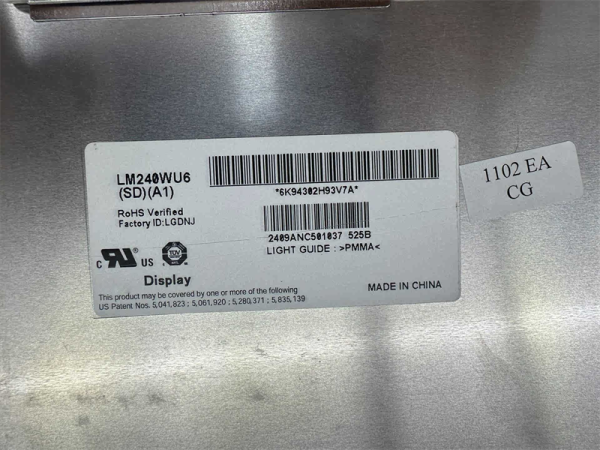 LM240WU6
(SD)(A1)
RoHS Verified
Factory ID:LGDNJ
*6K94302H93V7A*
2409ANC501037 525B
LIGHT GUIDE : >PMMA<
c RU US
Display
This product may be covered by one or more of the following
US Patent Nos. 5,041,823 ; 5,061,920 ; 5,280,371 ; 5,835,139
MADE IN CHINA
1102 EA
CG